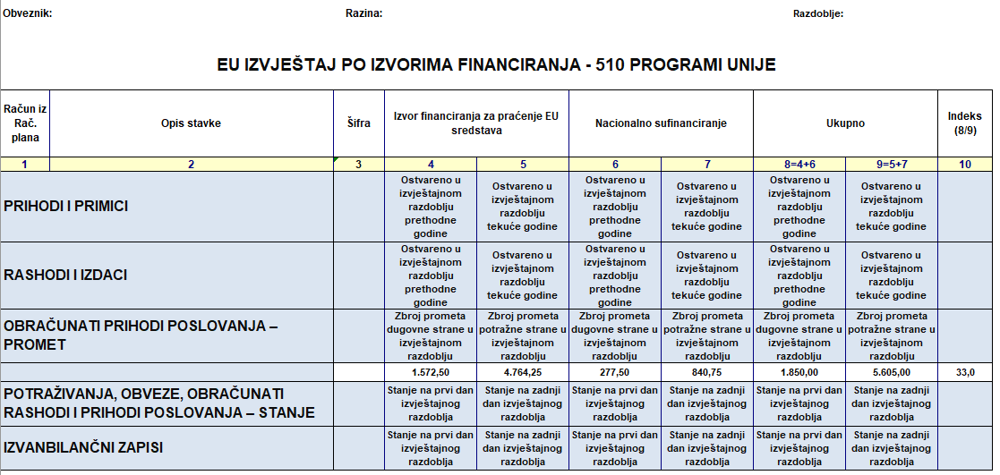 Obveznik: Razina: Razdoblje:
EU IZVJEŠTAJ PO IZVORIMA FINANCIRANJA - 510 PROGRAMI UNIJE
Račun iz
Rač.
plana
Opis stavke
Šifra
Izvor financiranja za praćenje EU
sredstava
Nacionalno sufinanciranje
Ukupno
Indeks
(8/9)
1 2 3 4 5 6 7 8=4+6 9=5+7 10
PRIHODI I PRIMICI
Ostvareno u
izvještajnom
razdoblju
prethodne
godine
Ostvareno u
izvještajnom
razdoblju
tekuće godine
Ostvareno u
izvještajnom
razdoblju
prethodne
godine
Ostvareno u
izvještajnom
razdoblju
tekuće godine
Ostvareno u
izvještajnom
razdoblju
prethodne
godine
Ostvareno u
izvještajnom
razdoblju
tekuće godine
RASHODI I IZDACI
Ostvareno u
izvještajnom
razdoblju
prethodne
godine
Ostvareno u
izvještajnom
razdoblju
tekuće godine
Ostvareno u
izvještajnom
razdoblju
prethodne
godine
Ostvareno u
izvještajnom
razdoblju
tekuće godine
Ostvareno u
izvještajnom
razdoblju
prethodne
godine
Ostvareno u
izvještajnom
razdoblju
tekuće godine
OBRAČUNATI PRIHODI POSLOVANJA –
PROMET
Zbroj prometa
dugovne strane u
izvještajnom
razdoblju
Zbroj prometa
potražne strane u
izvještajnom
razdoblju
Zbroj prometa
dugovne strane u
izvještajnom
razdoblju
Zbroj prometa
potražne strane u
izvještajnom
razdoblju
Zbroj prometa
dugovne strane u
izvještajnom
razdoblju
Zbroj prometa
potražne strane u
izvještajnom
razdoblju
1.572,50 4.764,25 277,50 840,75 1.850,00 5.605,00 33,0
POTRAŽIVANJA, OBVEZE, OBRAČUNATI
RASHODI I PRIHODI POSLOVANJA – STANJE
Stanje na prvi dan
izvještajnog
razdoblja
Stanje na zadnji
dan izvještajnog
razdoblja
Stanje na prvi dan
izvještajnog
razdoblja
Stanje na zadnji
dan izvještajnog
razdoblja
Stanje na prvi dan
izvještajnog
razdoblja
Stanje na zadnji
dan izvještajnog
razdoblja
IZVANBILANČNI ZAPISI
Stanje na prvi dan
izvještajnog
razdoblja
Stanje na zadnji
dan izvještajnog
razdoblja
Stanje na prvi dan
izvještajnog
razdoblja
Stanje na zadnji
dan izvještajnog
razdoblja
Stanje na prvi dan
izvještajnog
razdoblja
Stanje na zadnji
dan izvještajnog
razdoblja